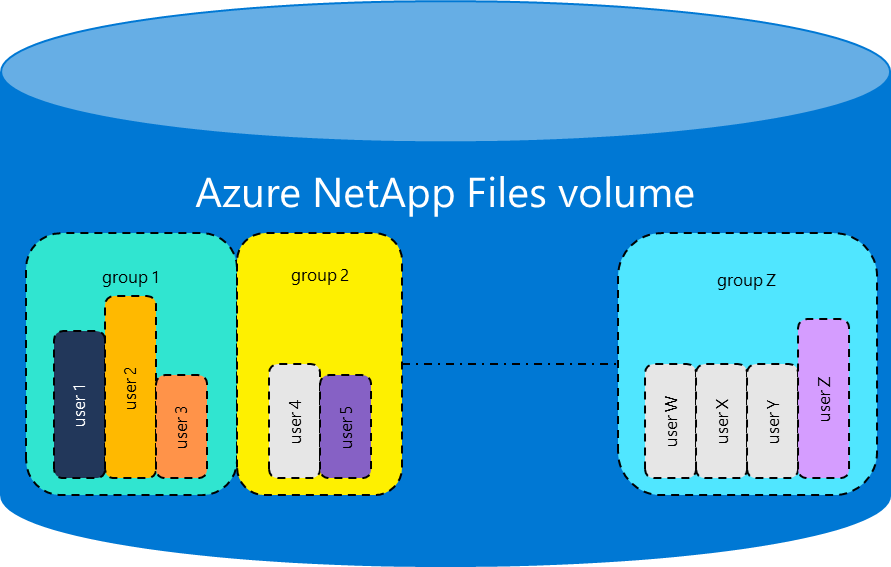 Azure NetApp Files volume
group 1
group 2
group Z
user 1
user 2
user 3
user 4
user 5
user W
user X
user Y
user Z